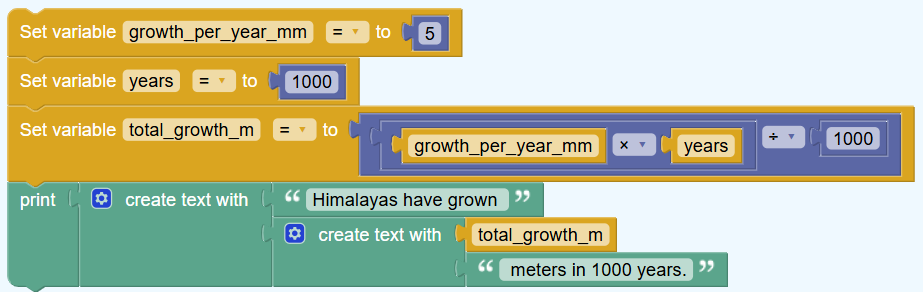 Set variable growth_per_year_mm = to 5
Set variable years = to 1000
Set variable total_growth_m = to growth_per_year_mm × years ÷ 1000
print create text with “ Himalayas have grown ”
create text with total_growth_m
“ meters in 1000 years. ”